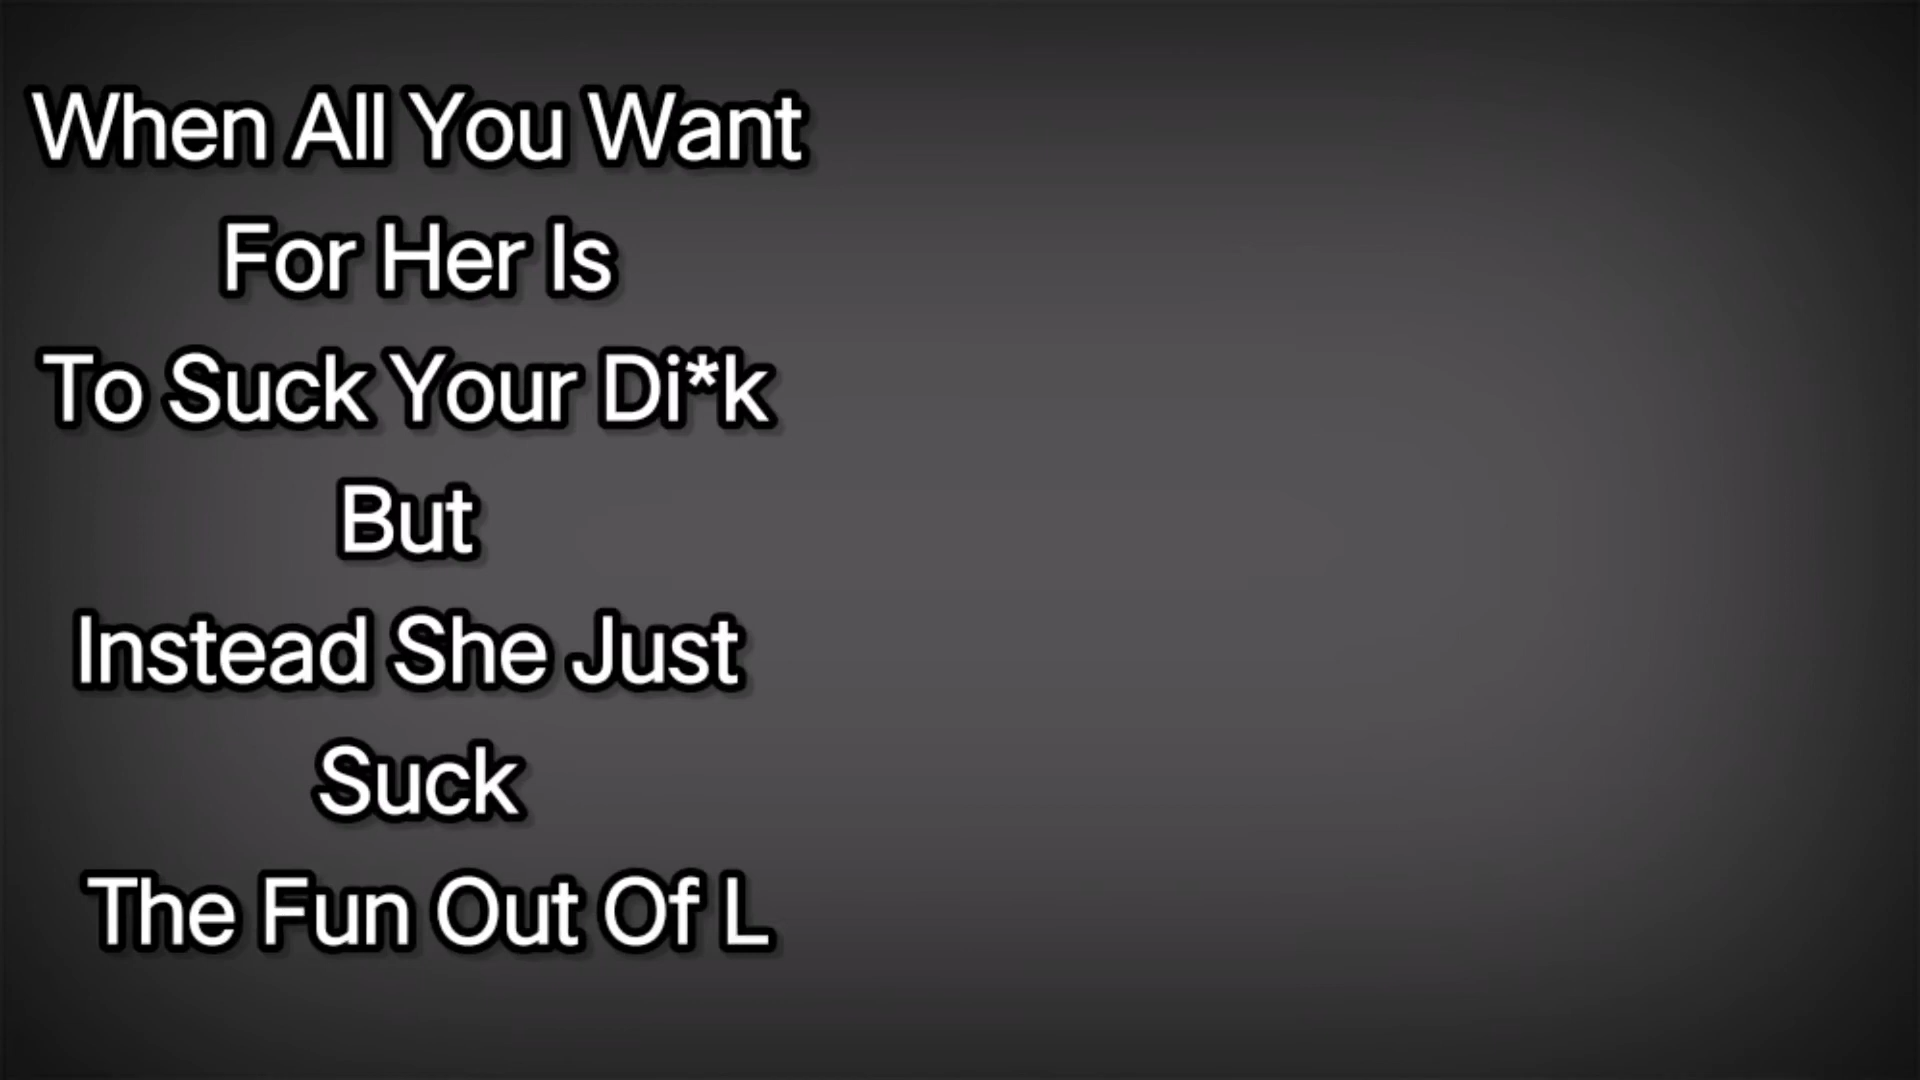 When All You Want
For Her Is
To Suck Your Di*k
But
Instead She Just
Suck
The Fun Out Of L